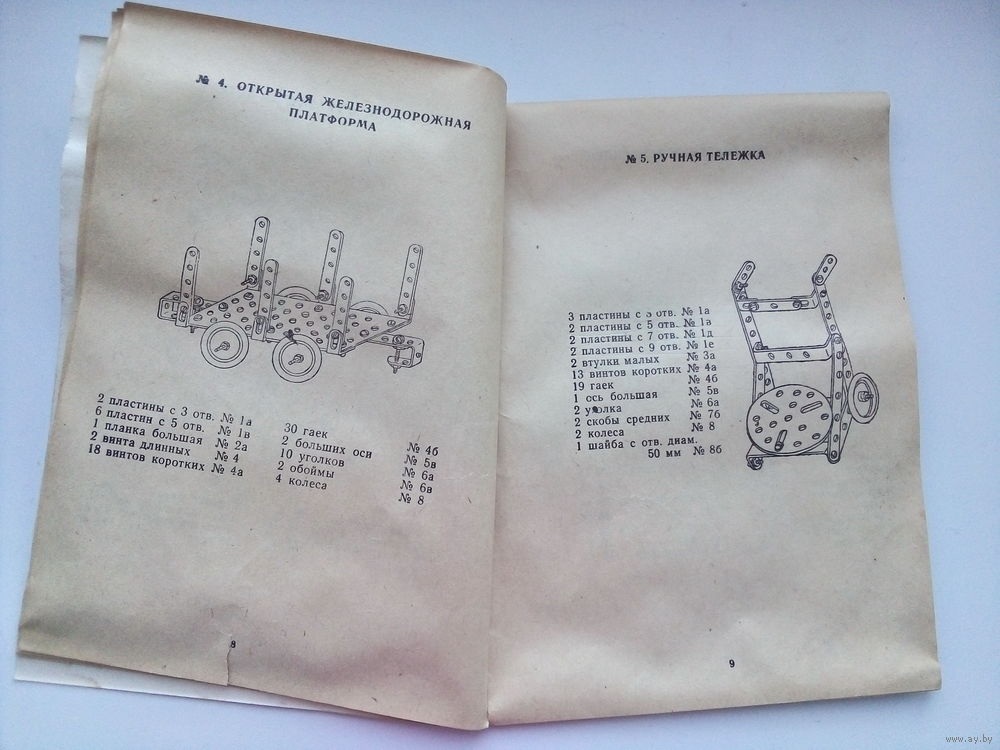 № 4. ОТКРЫТАЯ ЖЕЛЕЗНОДОРОЖНАЯ
ПЛАТФОРМА
2 пластины с 3 отв. № 1а
6 пластин с 5 отв. № 1в
1 планка большая № 2а
2 винта длинных № 4
18 винтов коротких № 4а
30 гаек № 4б
2 больших оси № 5в
10 уголков № 6а
2 обоймы № 6в
4 колеса № 8
8
№ 5. РУЧНАЯ ТЕЛЕЖКА
3 пластины с 3 отв. № 1а
2 пластины с 5 отв. № 1в
2 пластины с 7 отв. № 1д
2 пластины с 9 отв. № 1е
2 втулки малых № 3а
13 винтов коротких № 4а
19 гаек № 4б
1 ось большая № 5в
2 уголка № 6а
2 скобы средних № 7б
2 колеса № 8
1 шайба с отв. диам.
50 мм № 8б
9
www.ay.by